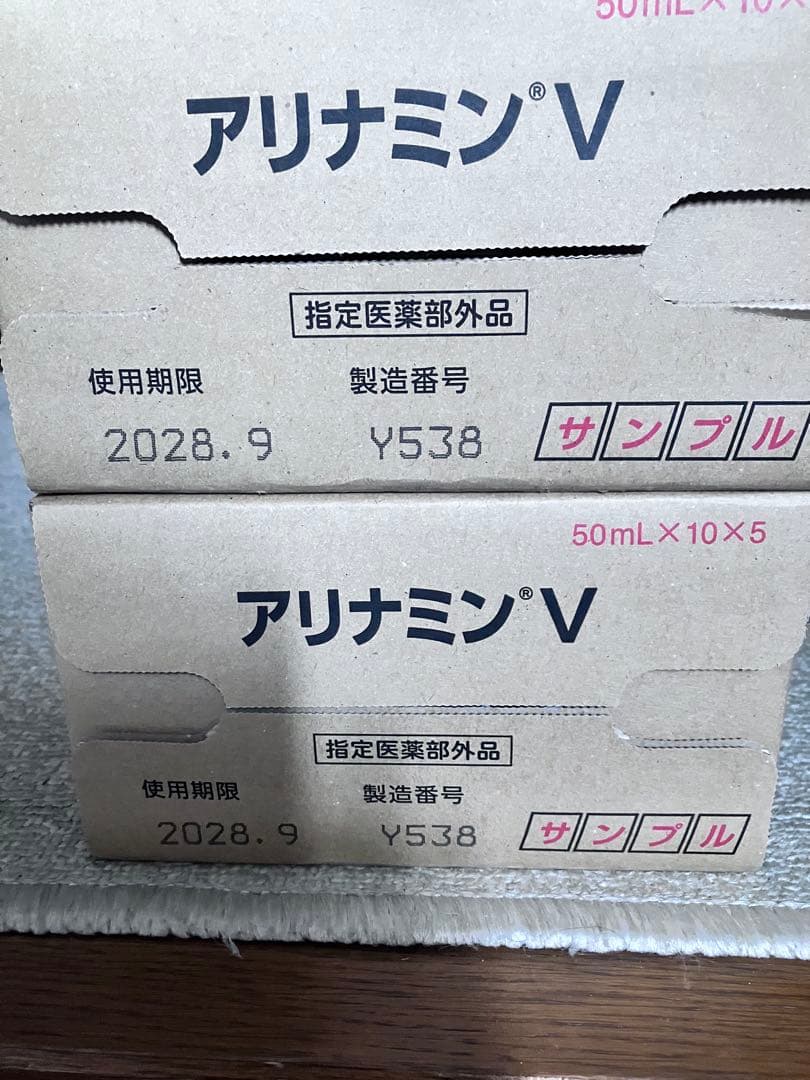 50mL×10×
アリナミン®V
指定医薬部外品
使用期限 製造番号
2028.9 Y538
サンプル
50mL×10×5
アリナミン®V
指定医薬部外品
使用期限 製造番号
2028.9 Y538
サンプル